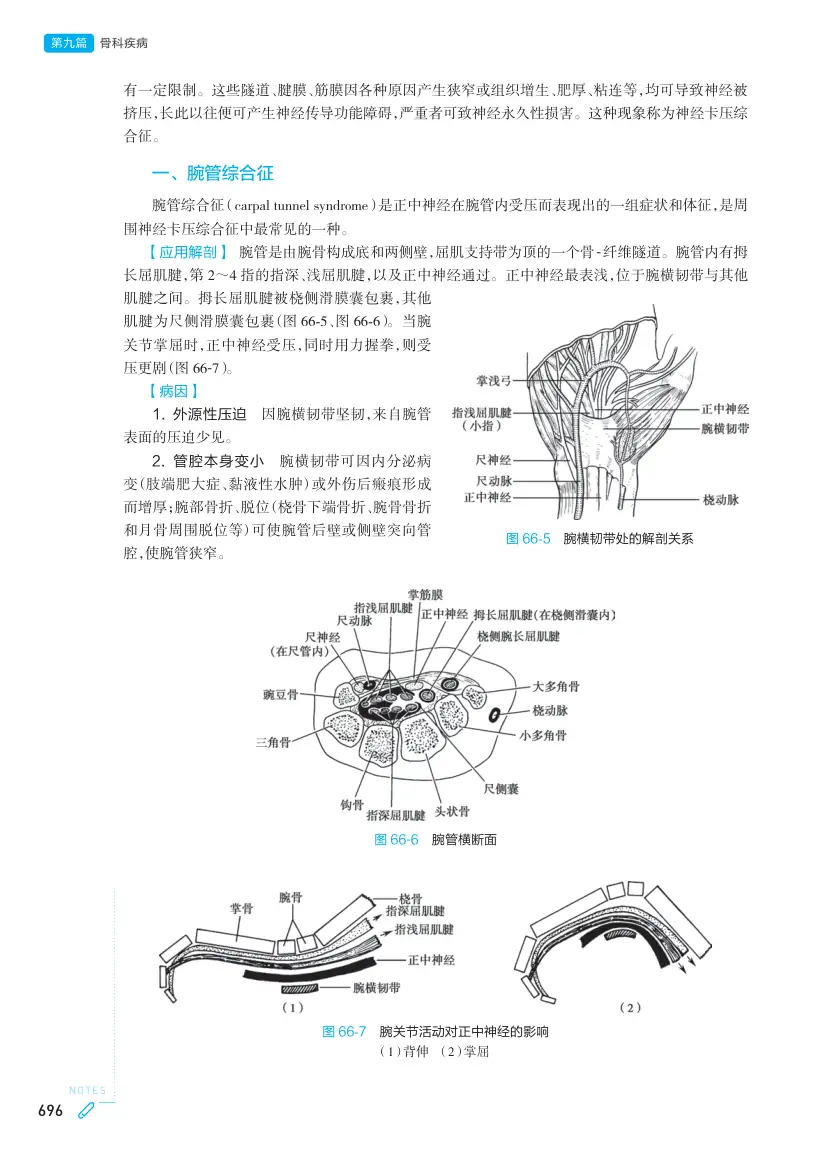 第九篇 骨科疾病
有一定限制。这些隧道、腱膜、筋膜因各种原因产生狭窄或组织增生、肥厚、粘连等,均可导致神经被
挤压,长此以往便可产生神经传导功能障碍,严重者可致神经永久性损害。这种现象称为神经卡压综
合征。
一、腕管综合征
腕管综合征(carpal tunnel syndrome)是正中神经在腕管内受压而表现出的一组症状和体征,是周
围神经卡压综合征中最常见的一种。
【应用解剖】 腕管是由腕骨构成底和两侧壁,屈肌支持带为顶的一个骨-纤维隧道。腕管内有拇
长屈肌腱,第2～4指的指深、浅屈肌腱,以及正中神经通过。正中神经最表浅,位于腕横韧带与其他
肌腱之间。拇长屈肌腱被桡侧滑膜囊包裹,其他
肌腱为尺侧滑膜囊包裹(图 66-5、图 66-6)。当腕
关节掌屈时,正中神经受压,同时用力握拳,则受
压更剧(图 66-7)。
【病因】
1. 外源性压迫 因腕横韧带坚韧,来自腕管
表面的压迫少见。
2. 管腔本身变小 腕横韧带可因内分泌病
变(肢端肥大症、黏液性水肿)或外伤后瘢痕形成
而增厚;腕部骨折、脱位(桡骨下端骨折、腕骨骨折
和月骨周围脱位等)可使腕管后壁或侧壁突向管
腔,使腕管狭窄。
掌浅弓
指浅屈肌腱
(小指)
尺神经
尺动脉
正中神经
正中神经
腕横韧带
桡动脉
图 66-5 腕横韧带处的解剖关系
掌筋膜
指浅屈肌腱
正中神经
拇长屈肌腱(在桡侧滑囊内)
尺动脉
尺神经
(在尺管内)
桡侧腕长屈肌腱
豌豆骨
大多角骨
桡动脉
三角骨
小多角骨
尺侧囊
钩骨
指深屈肌腱
头状骨
图 66-6 腕管横断面
掌骨
腕骨
桡骨
指深屈肌腱
指浅屈肌腱
正中神经
腕横韧带
(1)
(2)
图 66-7 腕关节活动对正中神经的影响
(1)背伸 (2)掌屈
NOTES
696